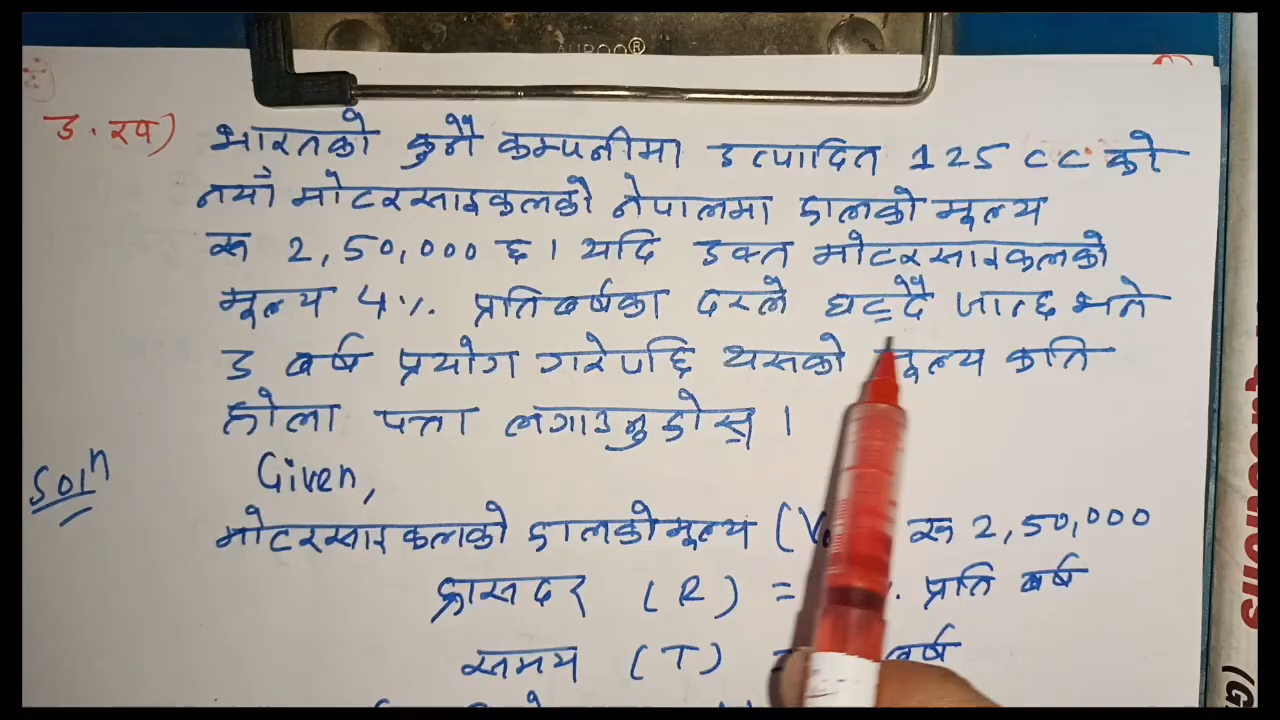 AUROO®
3. ख)
भारतको कुनै कम्पनीमा उत्पादित 125 CC को
नयाँ मोटरसाइकलको नेपालमा हालको मूल्य
रु 2,50,000 छ। यदि उक्त मोटरसाइकलको
मूल्य 4% प्रतिवर्षका दरले घट्दै जान्छ भने
3 वर्ष प्रयोग गरेपछि यसको मूल्य कति
होला पत्ता लगाउनुहोस्।
Solⁿ
Given,
मोटरसाइकलको हालको मूल्य (V रु 2,50,000
ह्रासदर (R) = प्रति वर्ष
समय (T) वर्ष